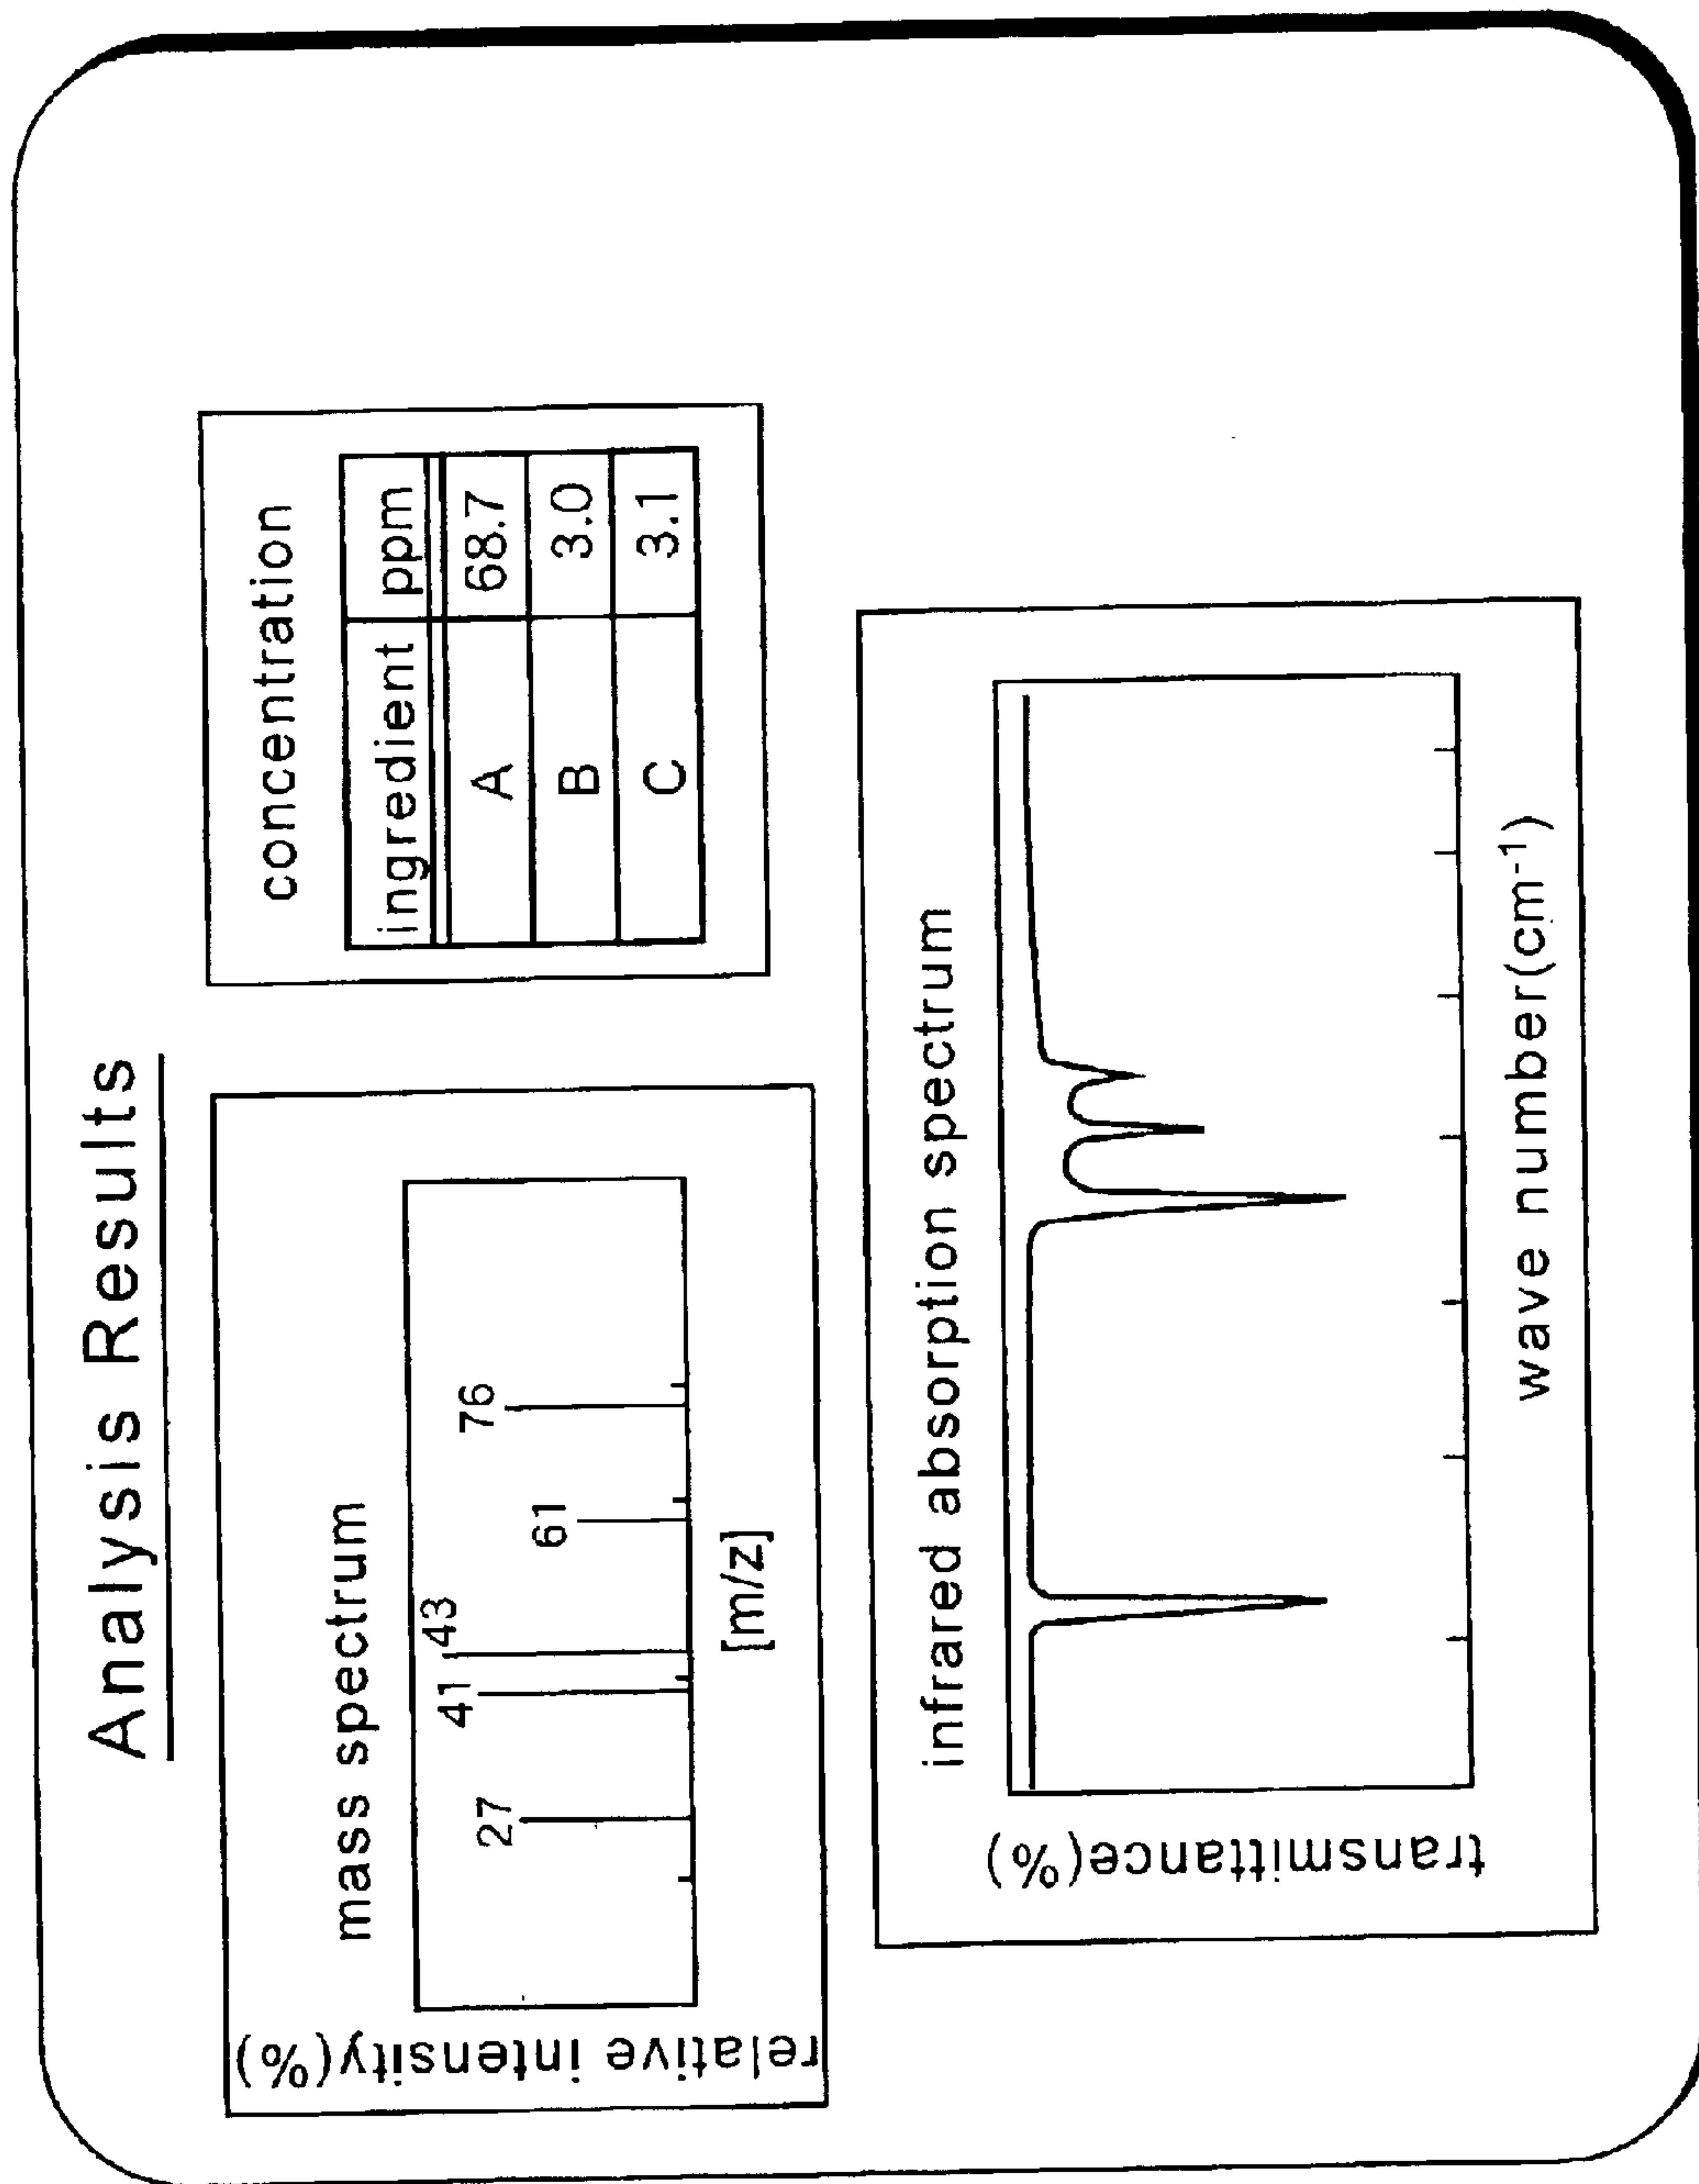 Analysis Results
mass spectrum
relative intensity(%)
27
41
43
61
76
[m/z]
concentration
ingredient ppm
A 68.7
B 3.0
C 3.1
infrared absorption spectrum
transmittance(%)
wave number(cm⁻¹)